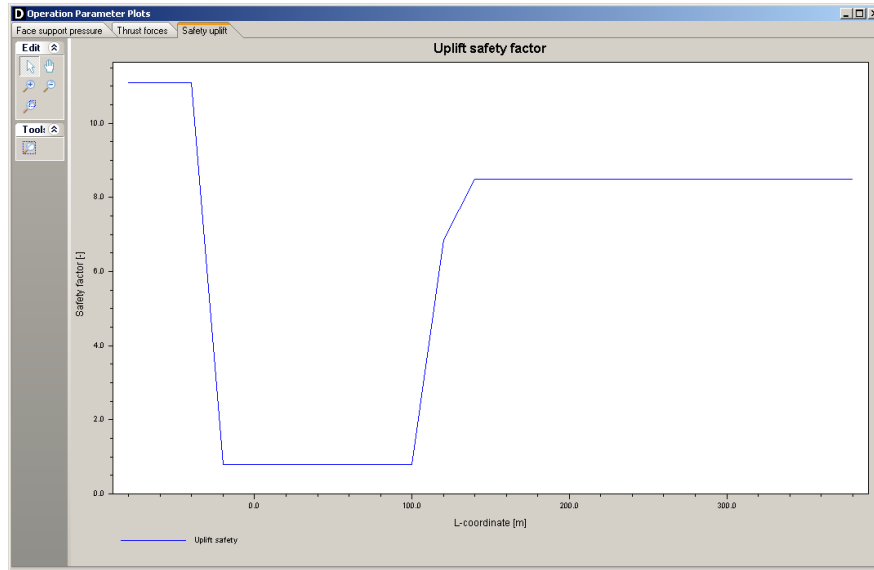 Operation Parameter Plots
Face support pressure Thrust forces Safety uplift
Edit
Tool:
Uplift safety factor
Safety factor [-]
10.0
8.0
6.0
4.0
2.0
0.0
0.0 100.0 200.0 300.0
L-coordinate [m]
Uplift safety